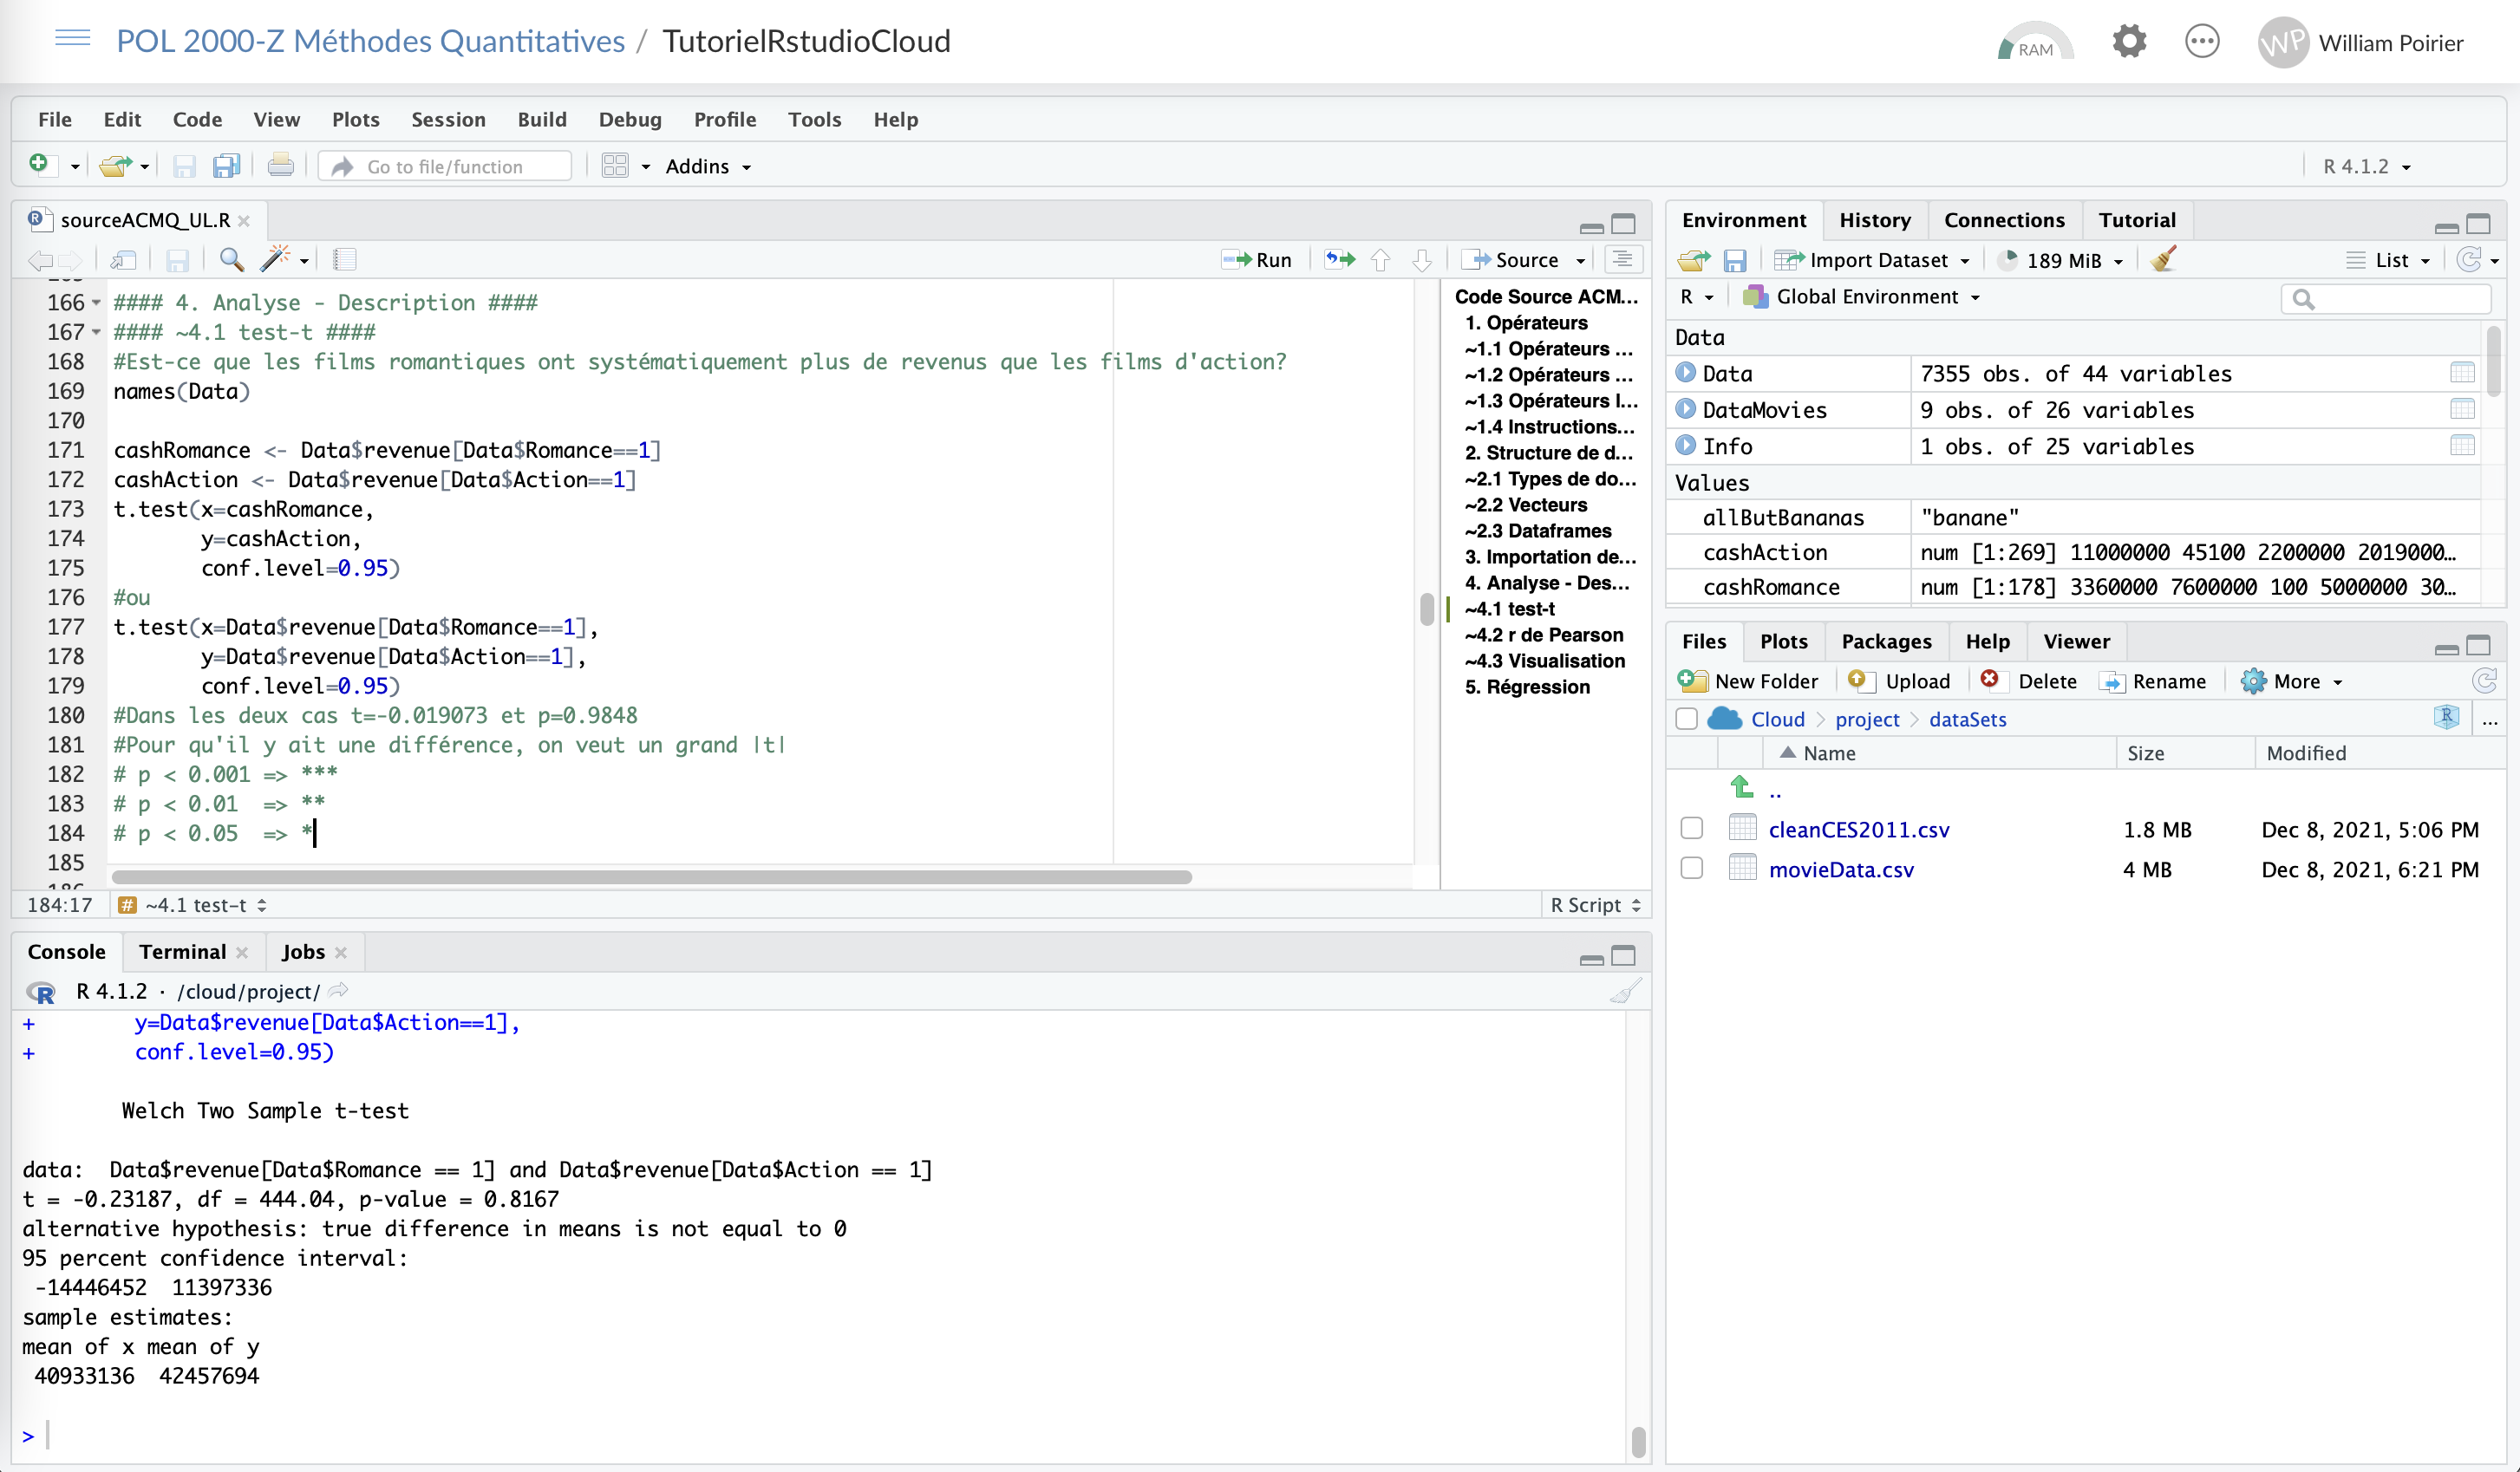 POL 2000-Z Méthodes Quantitatives / TutorielRstudioCloud
RAM
WP William Poirier
File Edit Code View Plots Session Build Debug Profile Tools Help
Go to file/function
Addins
R 4.1.2
sourceACMQ_UL.R
Run
Source
166 #### 4. Analyse - Description ####
167 #### ~4.1 test-t ####
168 #Est-ce que les films romantiques ont systématiquement plus de revenus que les films d'action?
169 names(Data)
170
171 cashRomance <- Data$revenue[Data$Romance==1]
172 cashAction <- Data$revenue[Data$Action==1]
173 t.test(x=cashRomance,
174 y=cashAction,
175 conf.level=0.95)
176 #ou
177 t.test(x=Data$revenue[Data$Romance==1],
178 y=Data$revenue[Data$Action==1],
179 conf.level=0.95)
180 #Dans les deux cas t=-0.019073 et p=0.9848
181 #Pour qu'il y ait une différence, on veut un grand |t|
182 # p < 0.001 => ***
183 # p < 0.01 => **
184 # p < 0.05 => *
185
184:17 # ~4.1 test-t
R Script
Code Source ACM...
1. Opérateurs
~1.1 Opérateurs ...
~1.2 Opérateurs ...
~1.3 Opérateurs l...
~1.4 Instructions...
2. Structure de d...
~2.1 Types de do...
~2.2 Vecteurs
~2.3 Dataframes
3. Importation de...
4. Analyse - Des...
~4.1 test-t
~4.2 r de Pearson
~4.3 Visualisation
5. Régression
Console Terminal Jobs
R 4.1.2 · /cloud/project/
+ y=Data$revenue[Data$Action==1],
+ conf.level=0.95)
Welch Two Sample t-test
data: Data$revenue[Data$Romance == 1] and Data$revenue[Data$Action == 1]
t = -0.23187, df = 444.04, p-value = 0.8167
alternative hypothesis: true difference in means is not equal to 0
95 percent confidence interval:
-14446452 11397336
sample estimates:
mean of x mean of y
40933136 42457694
>
Environment History Connections Tutorial
Import Dataset 189 MiB List
R Global Environment
Data
Data 7355 obs. of 44 variables
DataMovies 9 obs. of 26 variables
Info 1 obs. of 25 variables
Values
allButBananas "banane"
cashAction num [1:269] 11000000 45100 2200000 2019000...
cashRomance num [1:178] 3360000 7600000 100 5000000 30...
Files Plots Packages Help Viewer
New Folder Upload Delete Rename More
Cloud > project > dataSets R ...
Name Size Modified
..
cleanCES2011.csv 1.8 MB Dec 8, 2021, 5:06 PM
movieData.csv 4 MB Dec 8, 2021, 6:21 PM